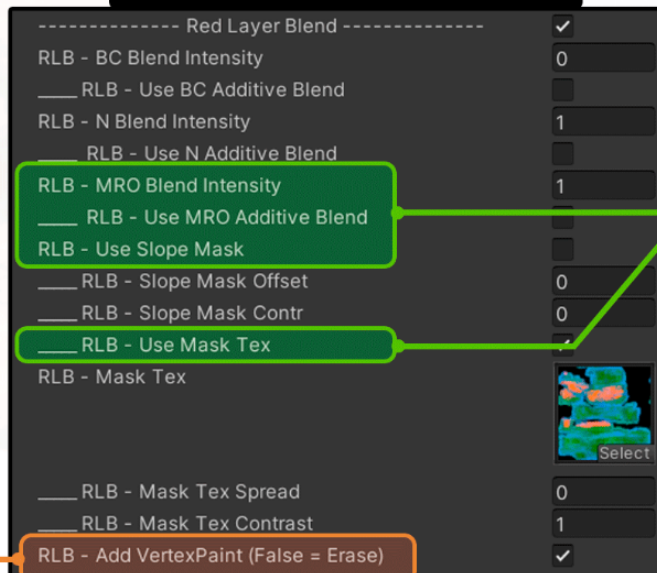 -------------- Red Layer Blend --------------
RLB - BC Blend Intensity 0
____ RLB - Use BC Additive Blend
RLB - N Blend Intensity 1
____ RLB - Use N Additive Blend
RLB - MRO Blend Intensity 1
____ RLB - Use MRO Additive Blend
RLB - Use Slope Mask
____ RLB - Slope Mask Offset 0
____ RLB - Slope Mask Contr 0
____ RLB - Use Mask Tex
RLB - Mask Tex
Select
____ RLB - Mask Tex Spread 0
____ RLB - Mask Tex Contrast 1
RLB - Add VertexPaint (False = Erase)